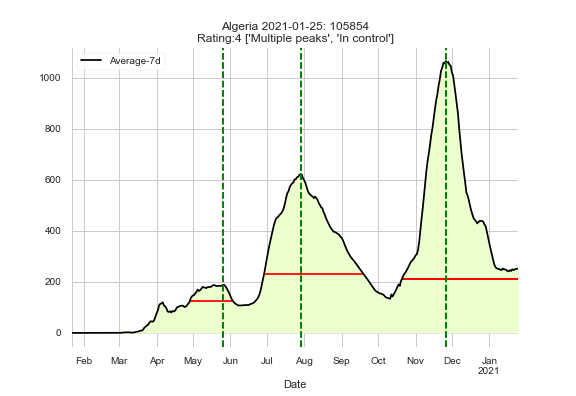 Algeria 2021-01-25: 105854
Rating:4 ['Multiple peaks', 'In control']
Average-7d
1000
800
600
400
200
0
Feb Mar Apr May Jun Jul Aug Sep Oct Nov Dec Jan
2021
Date